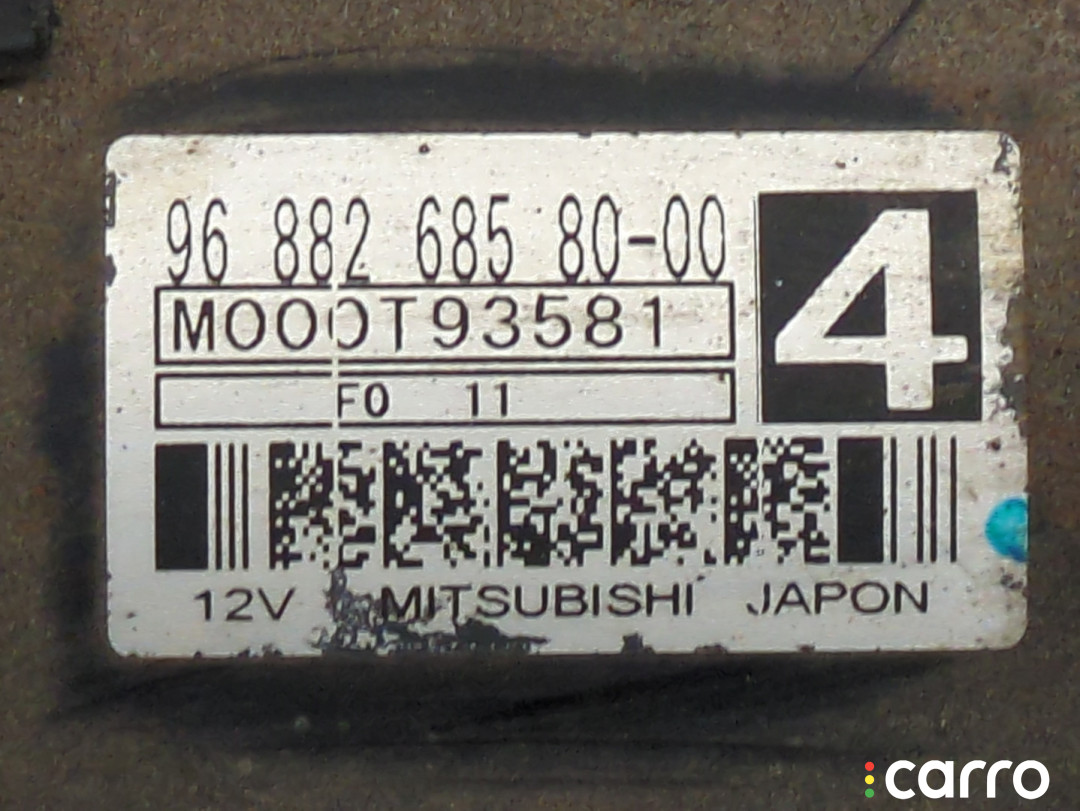 96 882 685 80-00
4
M000T93581
F0 11
12V MITSUBISHI JAPON
carro